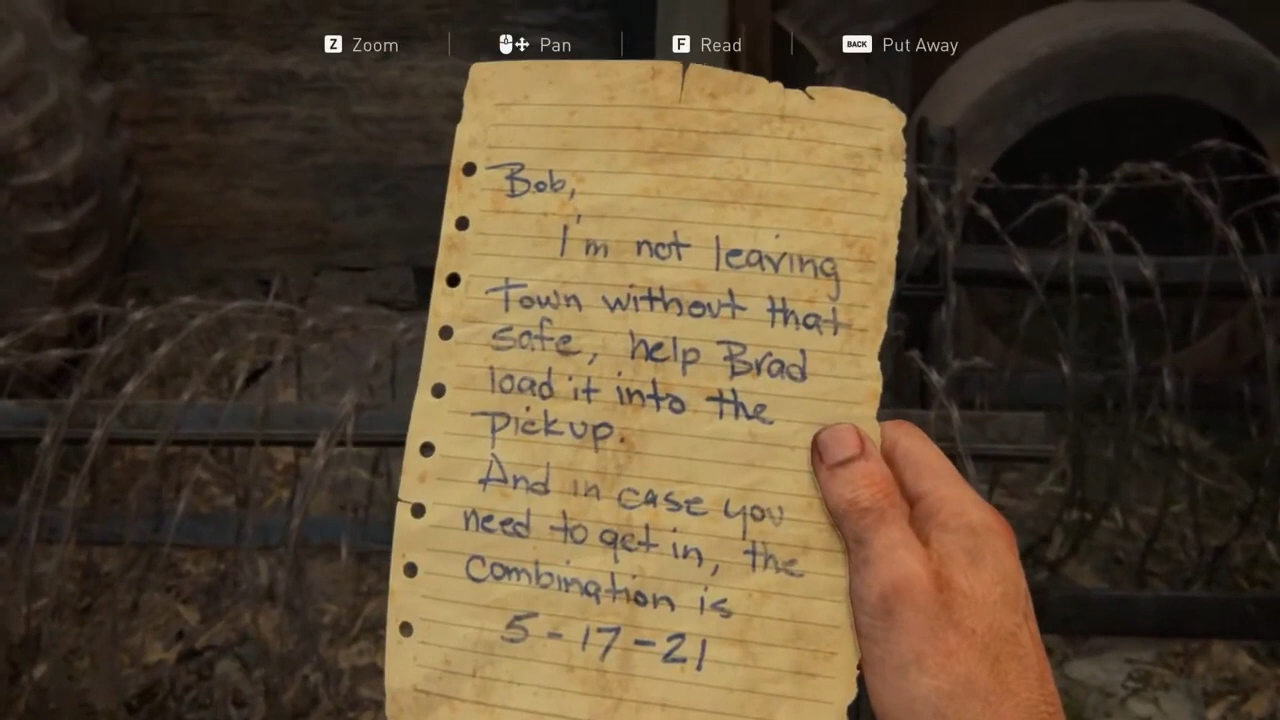 Z Zoom F Read BACK Put Away
Pan
Bob,
I'm not leaving
Town without that
safe, help Brad
load it into the
pickup.
And in case you
need to get in, the
Combination is
5-17-21